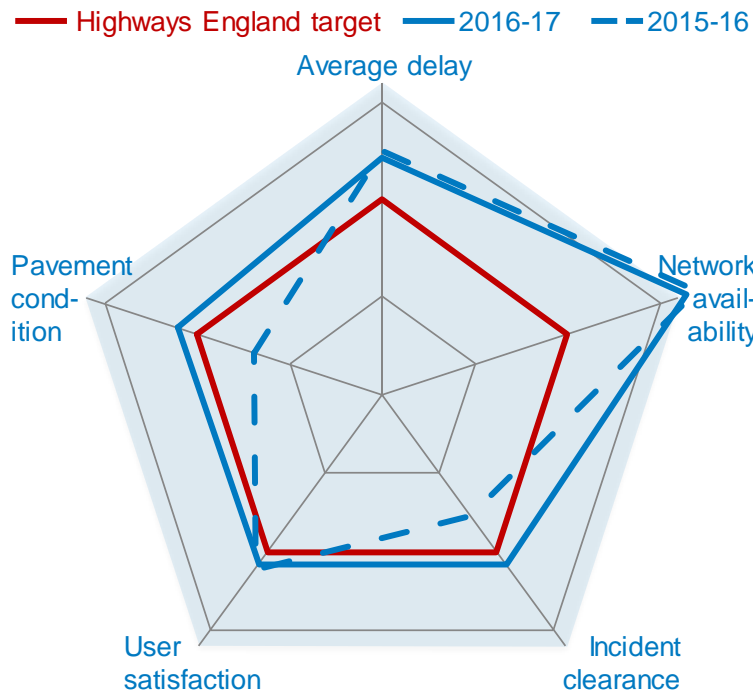 Highways England target
2016-17
2015-16
Average delay
Pavement
cond-
ition
Network
avail-
ability
User
satisfaction
Incident
clearance